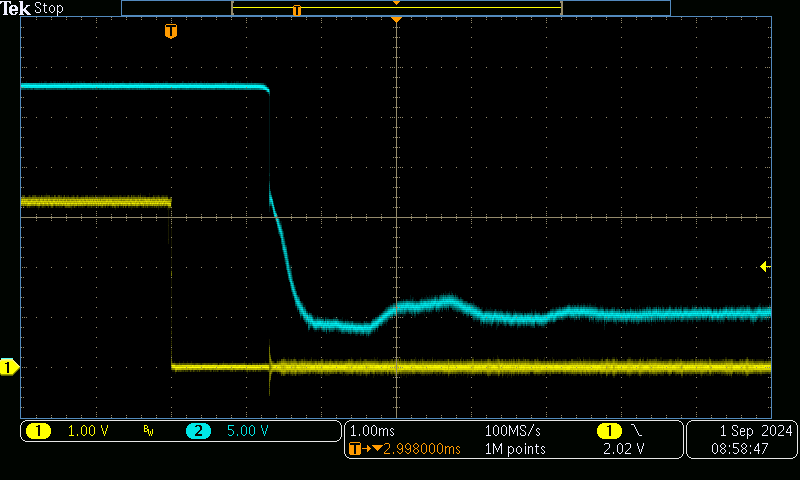 Tek Stop
T
T
1
1 1.00 V BW 2 5.00 V
1.00ms 100MS/s 1 2.02 V
T→▼2.998000ms 1M points
1 Sep 2024
08:58:47